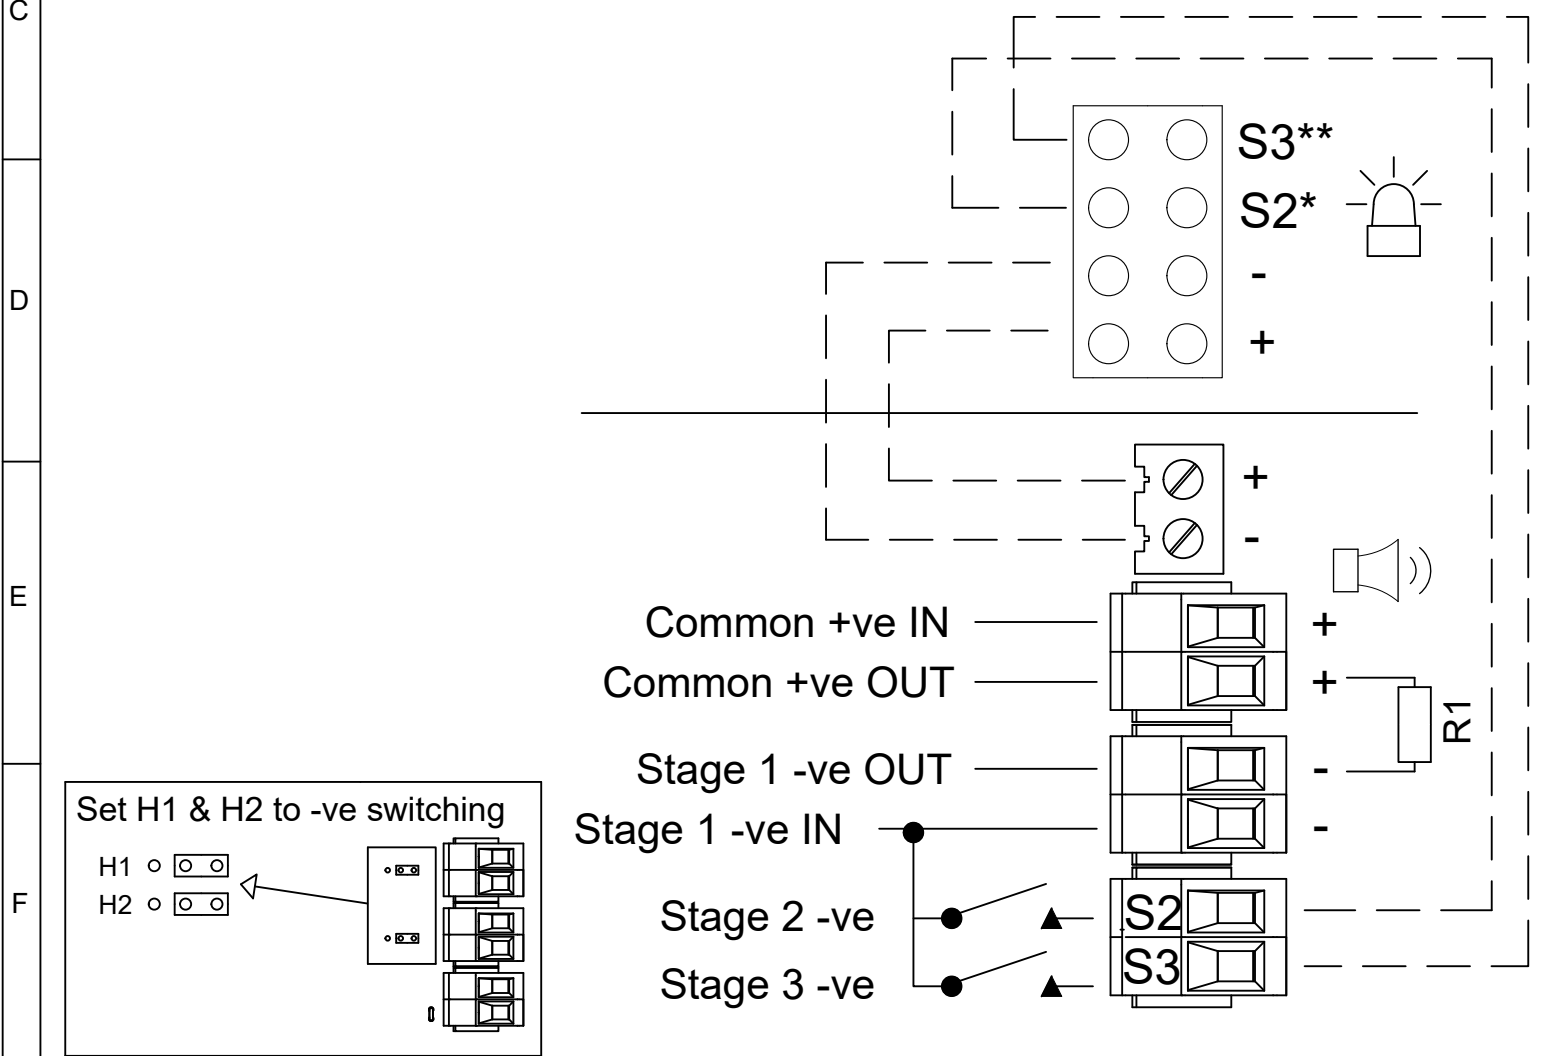 C
S3**
S2*
-
+
D
+
-
E
Common +ve IN
+
Common +ve OUT
+
R1
Stage 1 -ve OUT
-
Stage 1 -ve IN
-
Set H1 & H2 to -ve switching
H1
H2
F
Stage 2 -ve
S2
Stage 3 -ve
S3